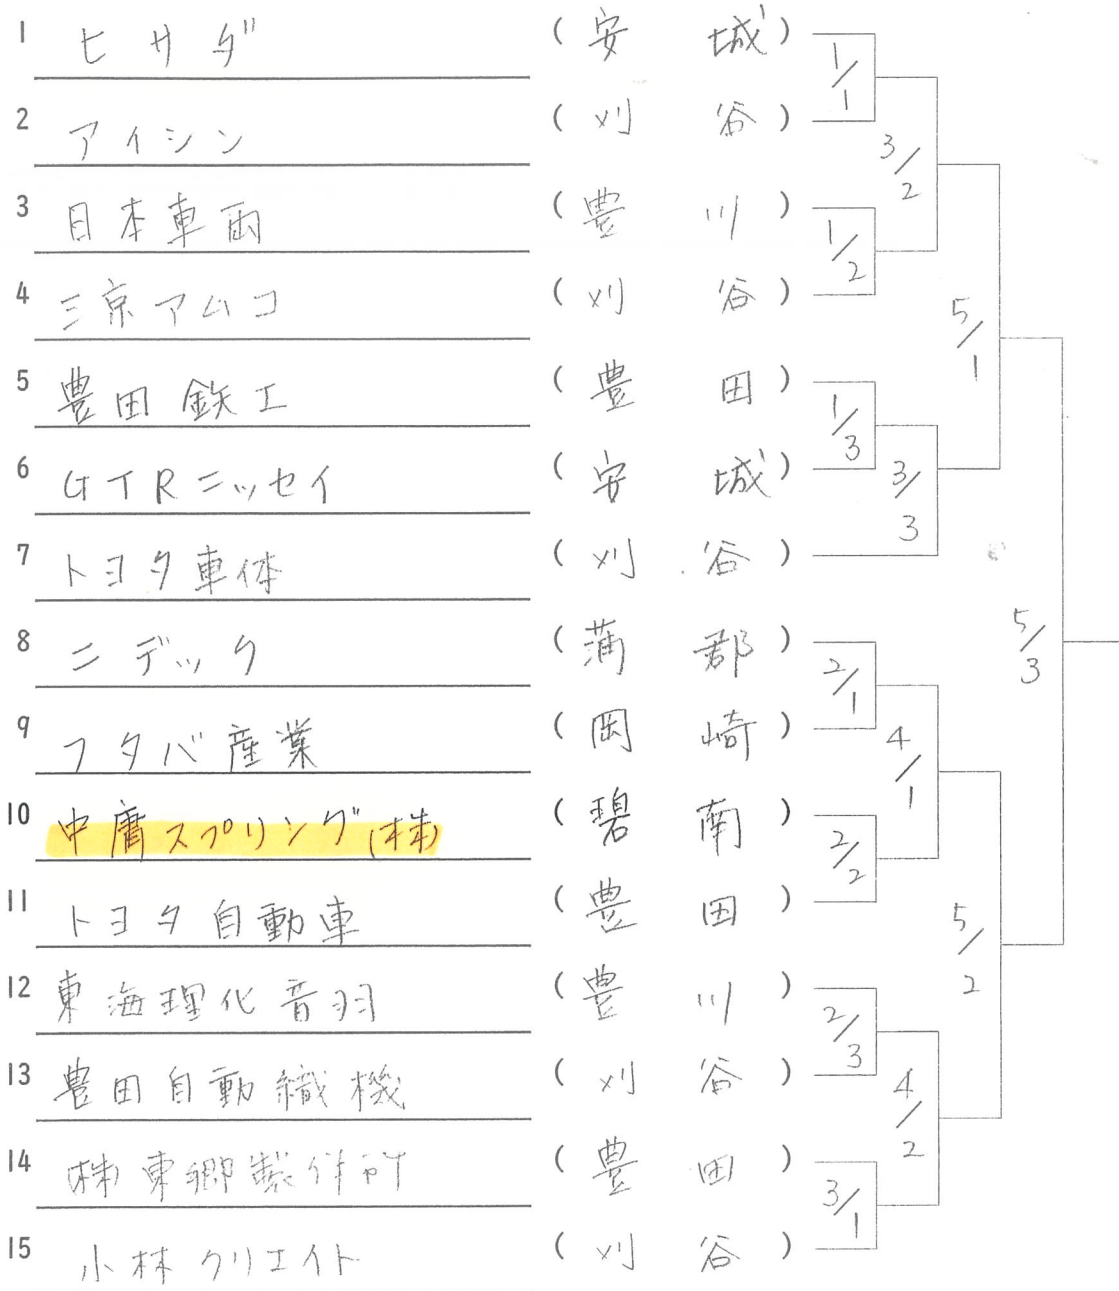 1 ヒサダ (安城)
2 アイシン (刈谷)
1/1
3/2
3 日本車両 (豊川)
4 三京アムコ (刈谷)
1/2
5/1
5 豊田鉄工 (豊田)
6 GTRニッセイ (安城)
1/3
3/3
7 トヨタ車体 (刈谷)
5/3
8 ニデック (蒲郡)
9 フタバ産業 (岡崎)
2/1
4/1
10 中庸スプリング(株) (碧南)
11 トヨタ自動車 (豊田)
2/2
5/2
12 東海理化音羽 (豊川)
13 豊田自動織機 (刈谷)
2/3
4/2
14 (株)東郷製作所 (豊田)
15 小林クリエイト (刈谷)
3/1